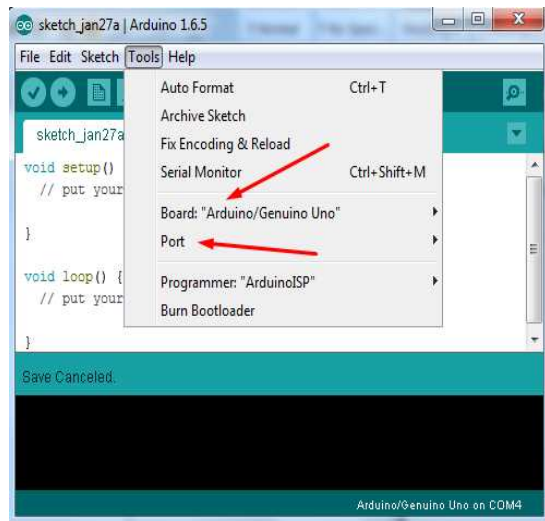 sketch_jan27a | Arduino 1.6.5
File Edit Sketch Tools Help
Auto Format Ctrl+T
Archive Sketch
sketch_jan27a
Fix Encoding & Reload
void setup()
Serial Monitor Ctrl+Shift+M
// put your
Board: "Arduino/Genuino Uno"
}
Port
void loop() {
Programmer: "ArduinoISP"
// put your
Burn Bootloader
}
Save Canceled.
Arduino/Genuino Uno on COM4